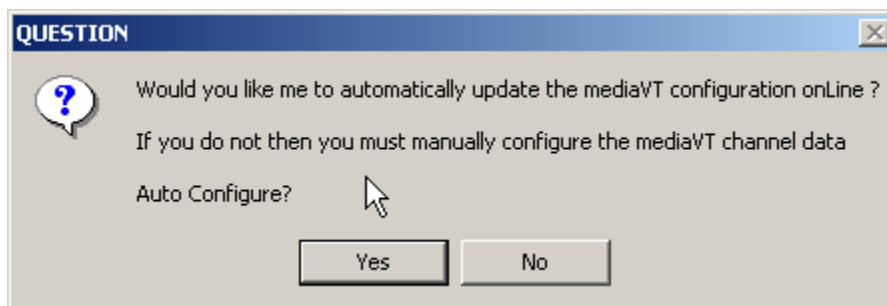 QUESTION
Would you like me to automatically update the mediaVT configuration onLine ?
If you do not then you must manually configure the mediaVT channel data
Auto Configure?
Yes No